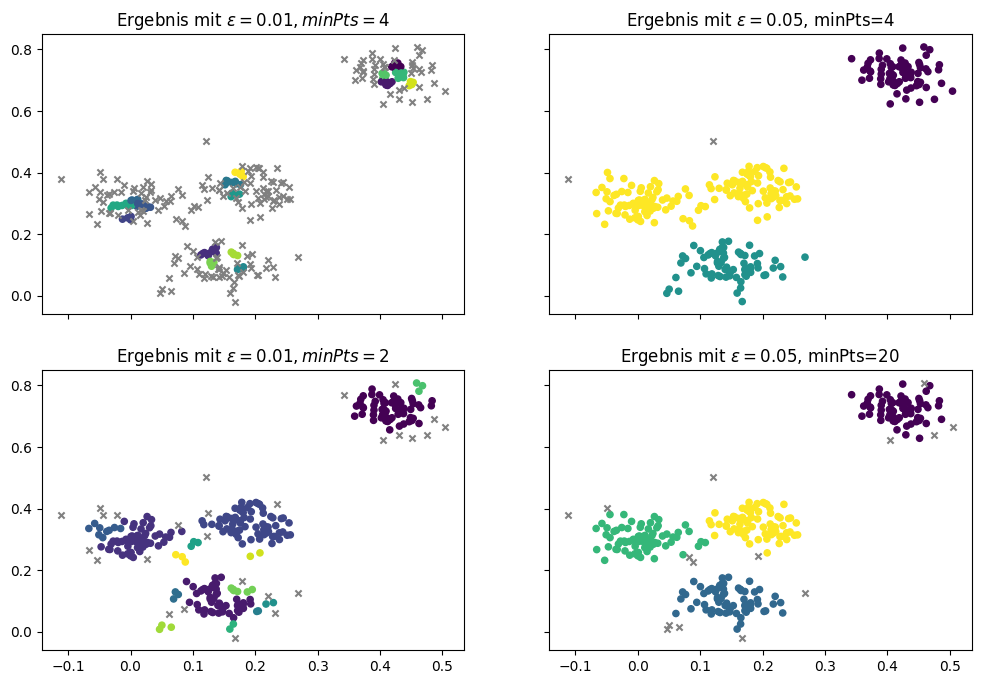 Ergebnis mit ε = 0.01, minPts = 4
Ergebnis mit ε = 0.05, minPts=4
0.8
0.6
0.4
0.2
0.0
Ergebnis mit ε = 0.01, minPts = 2
Ergebnis mit ε = 0.05, minPts=20
0.8
0.6
0.4
0.2
0.0
−0.1 0.0 0.1 0.2 0.3 0.4 0.5
−0.1 0.0 0.1 0.2 0.3 0.4 0.5